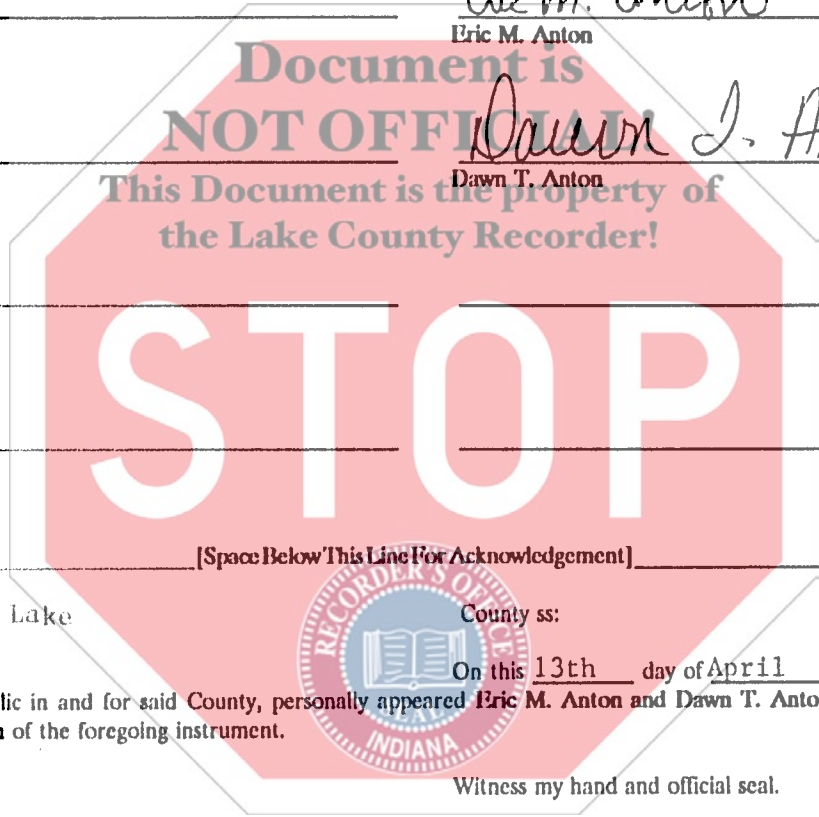 Eric M. Anton
Document is
NOT OFFICIAL!
Dawn T. A
This Document is the property of
Dawn T. Anton
the Lake County Recorder!
STOP
[Space Below This Line For Acknowledgement]
RECORDER'S OFFICE
Lake County ss:
On this 13th day of April
lic in and for said County, personally appeared Eric M. Anton and Dawn T. Anto
of the foregoing instrument.
SEAL
INDIANA
Witness my hand and official seal.